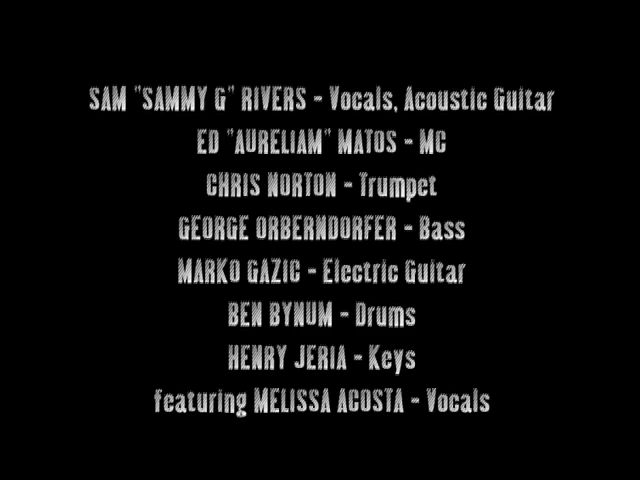 SAM "SAMMY G" RIVERS - Vocals, Acoustic Guitar
ED "AURELIAM" MATOS - MC
CHRIS NORTON - Trumpet
GEORGE ORBERNDORFER - Bass
MARKO GAZIC - Electric Guitar
BEN BYNUM - Drums
HENRY JERIA - Keys
featuring MELISSA ACOSTA - Vocals